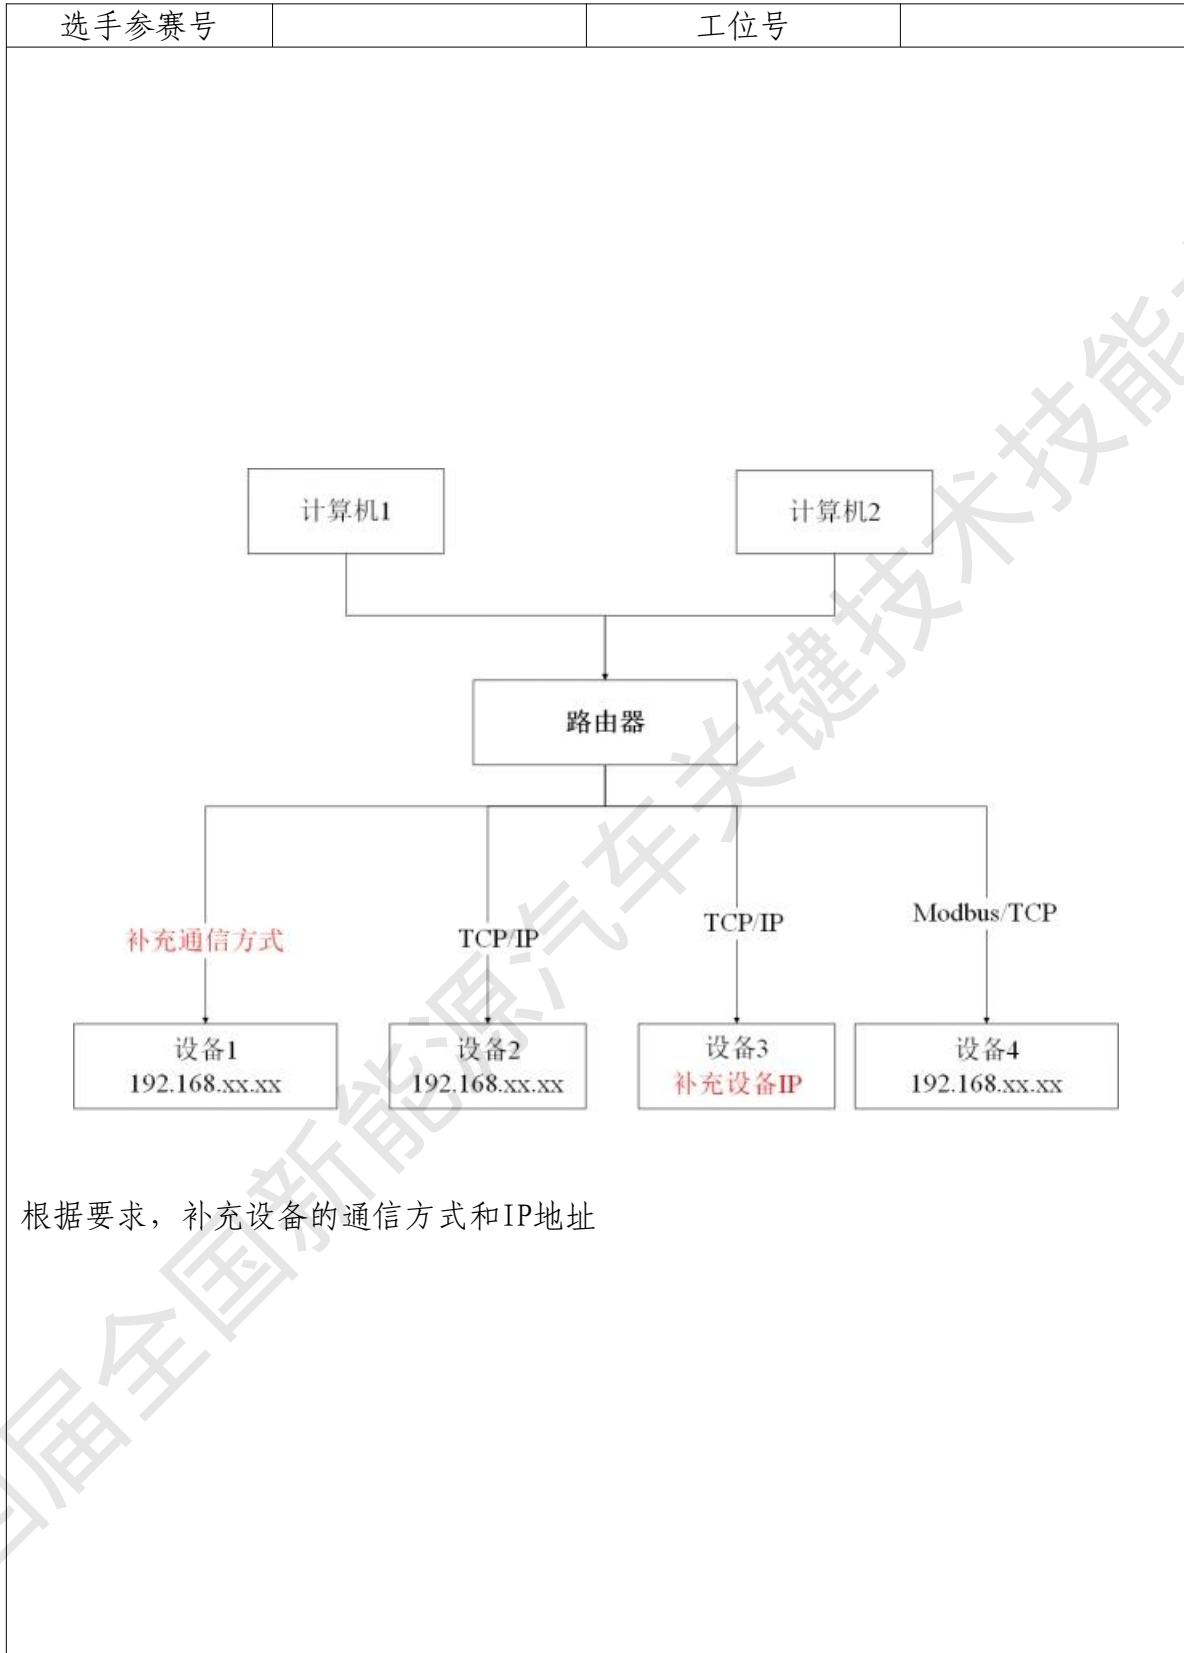 选手参赛号 工位号
计算机1 计算机2
路由器
补充通信方式 TCP/IP TCP/IP Modbus/TCP
设备1 设备2 设备3 设备4
192.168.xx.xx 192.168.xx.xx 补充设备IP 192.168.xx.xx
根据要求，补充设备的通信方式和IP地址
届全国新能源汽车关键技术技能